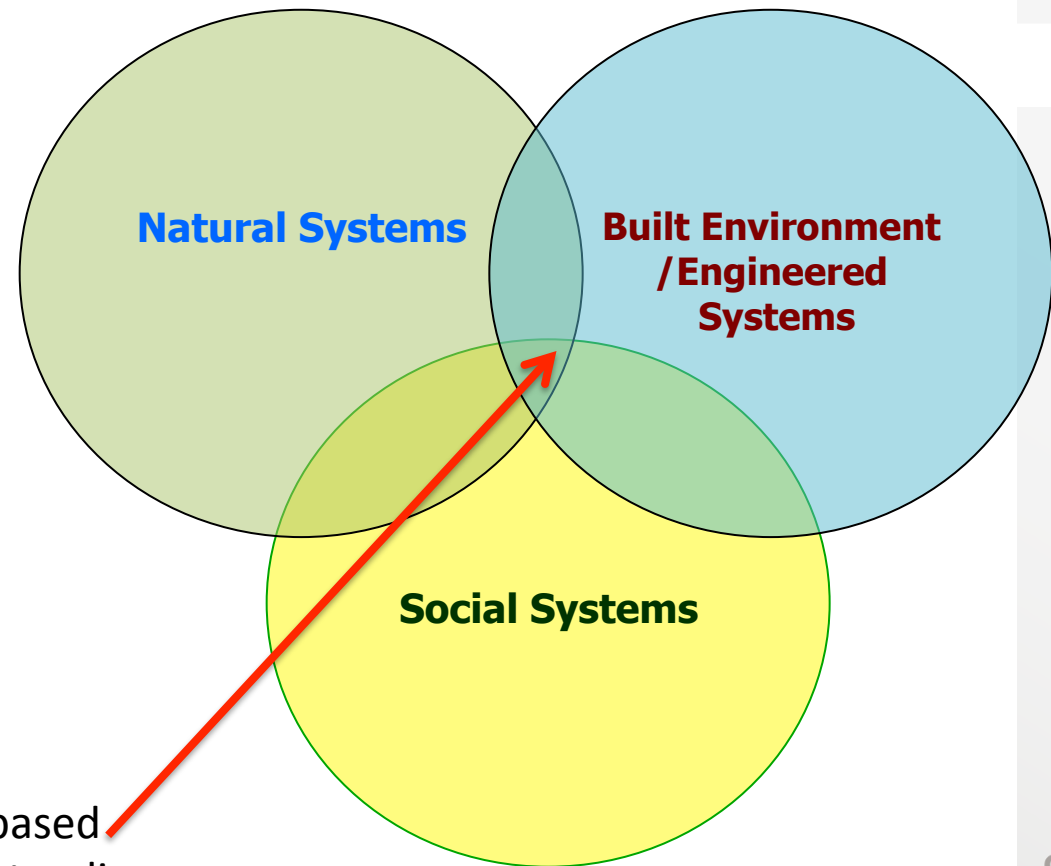 Natural Systems
Built Environment
/Engineered
Systems
Social Systems
based